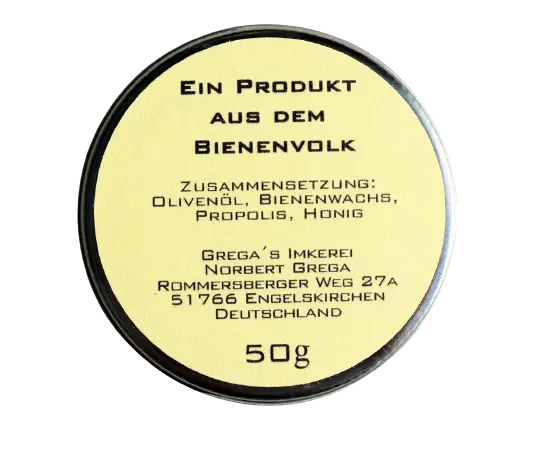 Ein Produkt
aus dem
Bienenvolk
Zusammensetzung:
Olivenöl, Bienenwachs,
Propolis, Honig
Grega´s Imkerei
Norbert Grega
Rommersberger Weg 27a
51766 Engelskirchen
Deutschland
50g